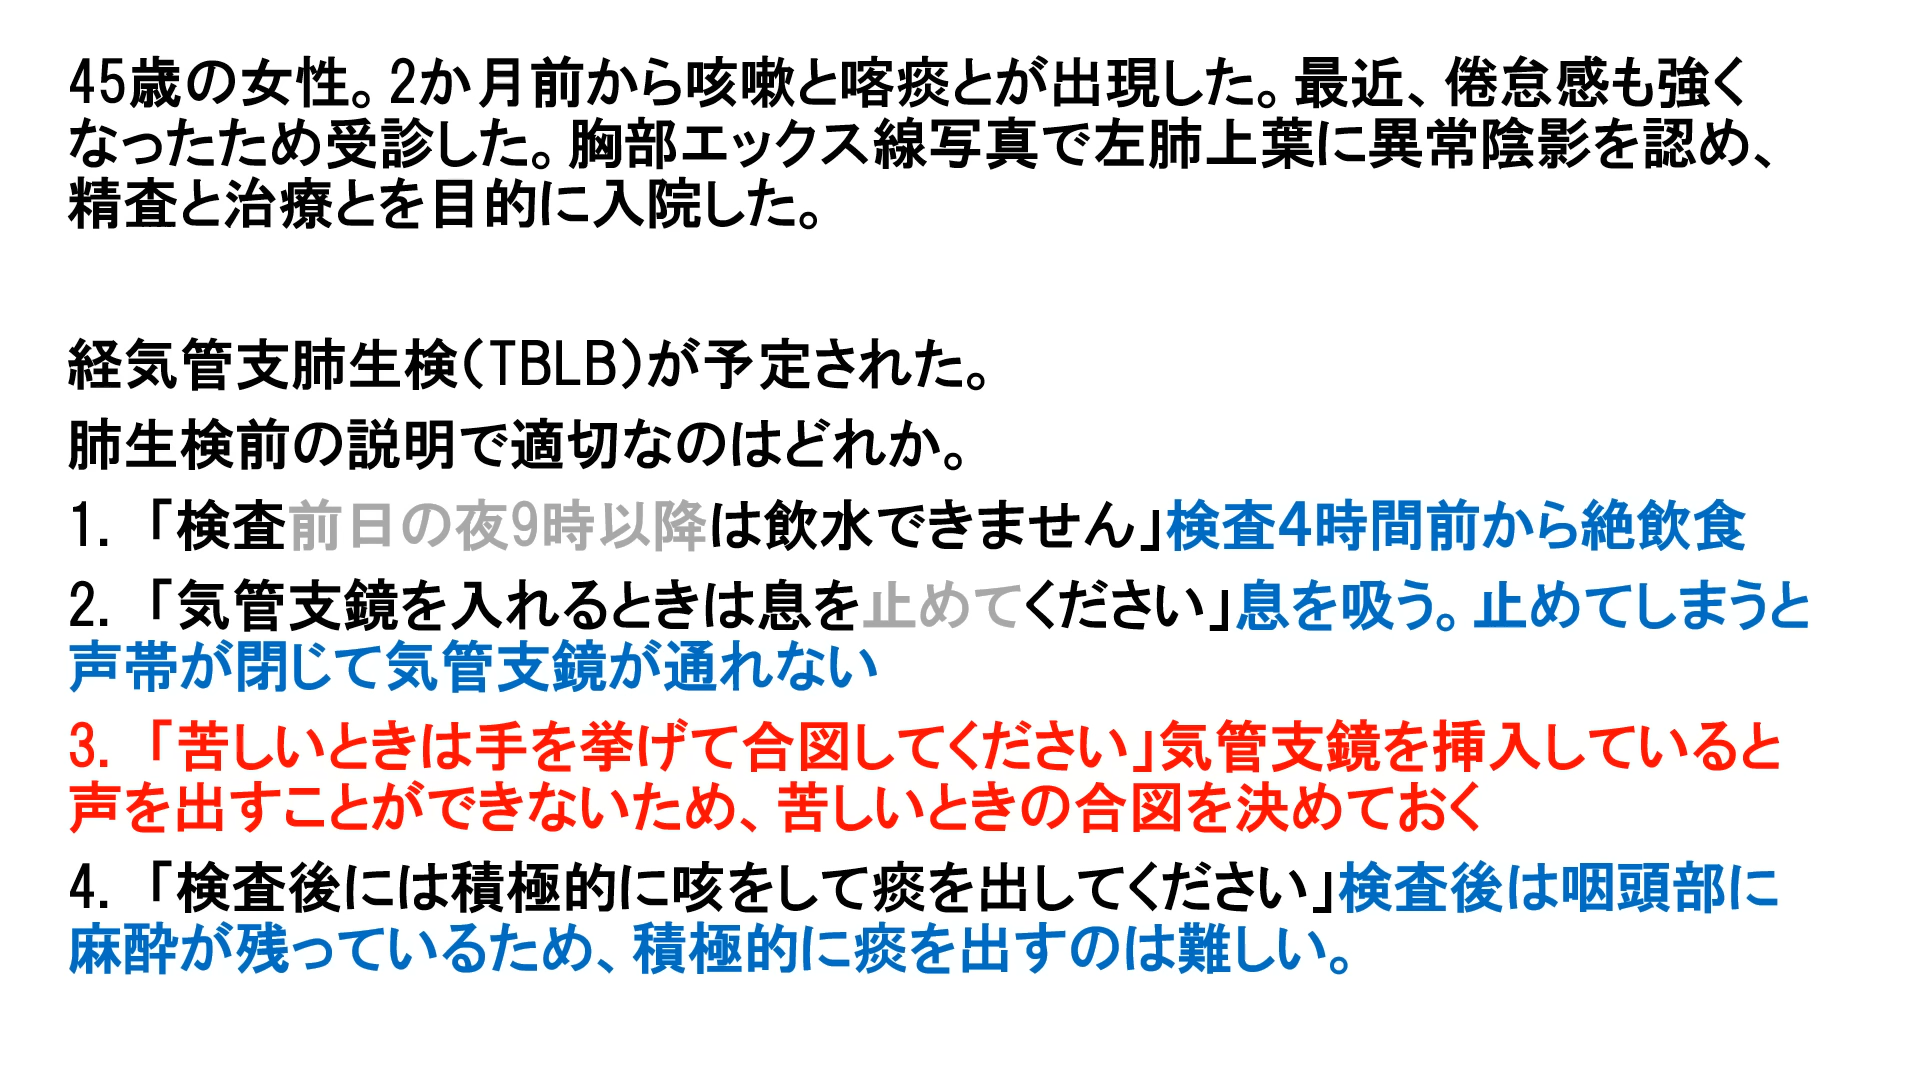 45歳の女性。2か月前から咳嗽と喀痰とが出現した。最近、倦怠感も強く
なったため受診した。胸部エックス線写真で左肺上葉に異常陰影を認め、
精査と治療とを目的に入院した。
経気管支肺生検（TBLB）が予定された。
肺生検前の説明で適切なのはどれか。
1. 「検査前日の夜9時以降は飲水できません」検査4時間前から絶飲食
2. 「気管支鏡を入れるときは息を止めてください」息を吸う。止めてしまうと
声帯が閉じて気管支鏡が通れない
3. 「苦しいときは手を挙げて合図してください」気管支鏡を挿入していると
声を出すことができないため、苦しいときの合図を決めておく
4. 「検査後には積極的に咳をして痰を出してください」検査後は咽頭部に
麻酔が残っているため、積極的に痰を出すのは難しい。